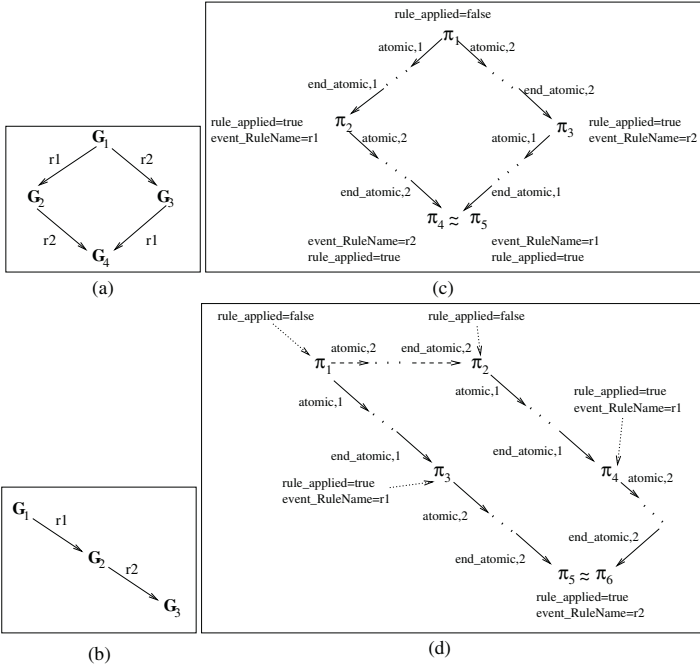 rule_applied=false
π1
atomic,1
atomic,2
end_atomic,1
end_atomic,2
rule_applied=true
event_RuleName=r1
π2
π3
rule_applied=true
event_RuleName=r2
atomic,2
atomic,1
end_atomic,2
end_atomic,1
π4 ≈ π5
event_RuleName=r2
rule_applied=true
event_RuleName=r1
rule_applied=true
G1
r1
r2
G2
G3
r2
r1
G4
(a)
(c)
rule_applied=false
rule_applied=false
atomic,2
end_atomic,2
π1
π2
atomic,1
atomic,1
rule_applied=true
event_RuleName=r1
end_atomic,1
end_atomic,1
π3
π4
rule_applied=true
event_RuleName=r1
atomic,2
atomic,2
end_atomic,2
end_atomic,2
π5 ≈ π6
rule_applied=true
event_RuleName=r2
G1
r1
G2
r2
G3
(b)
(d)